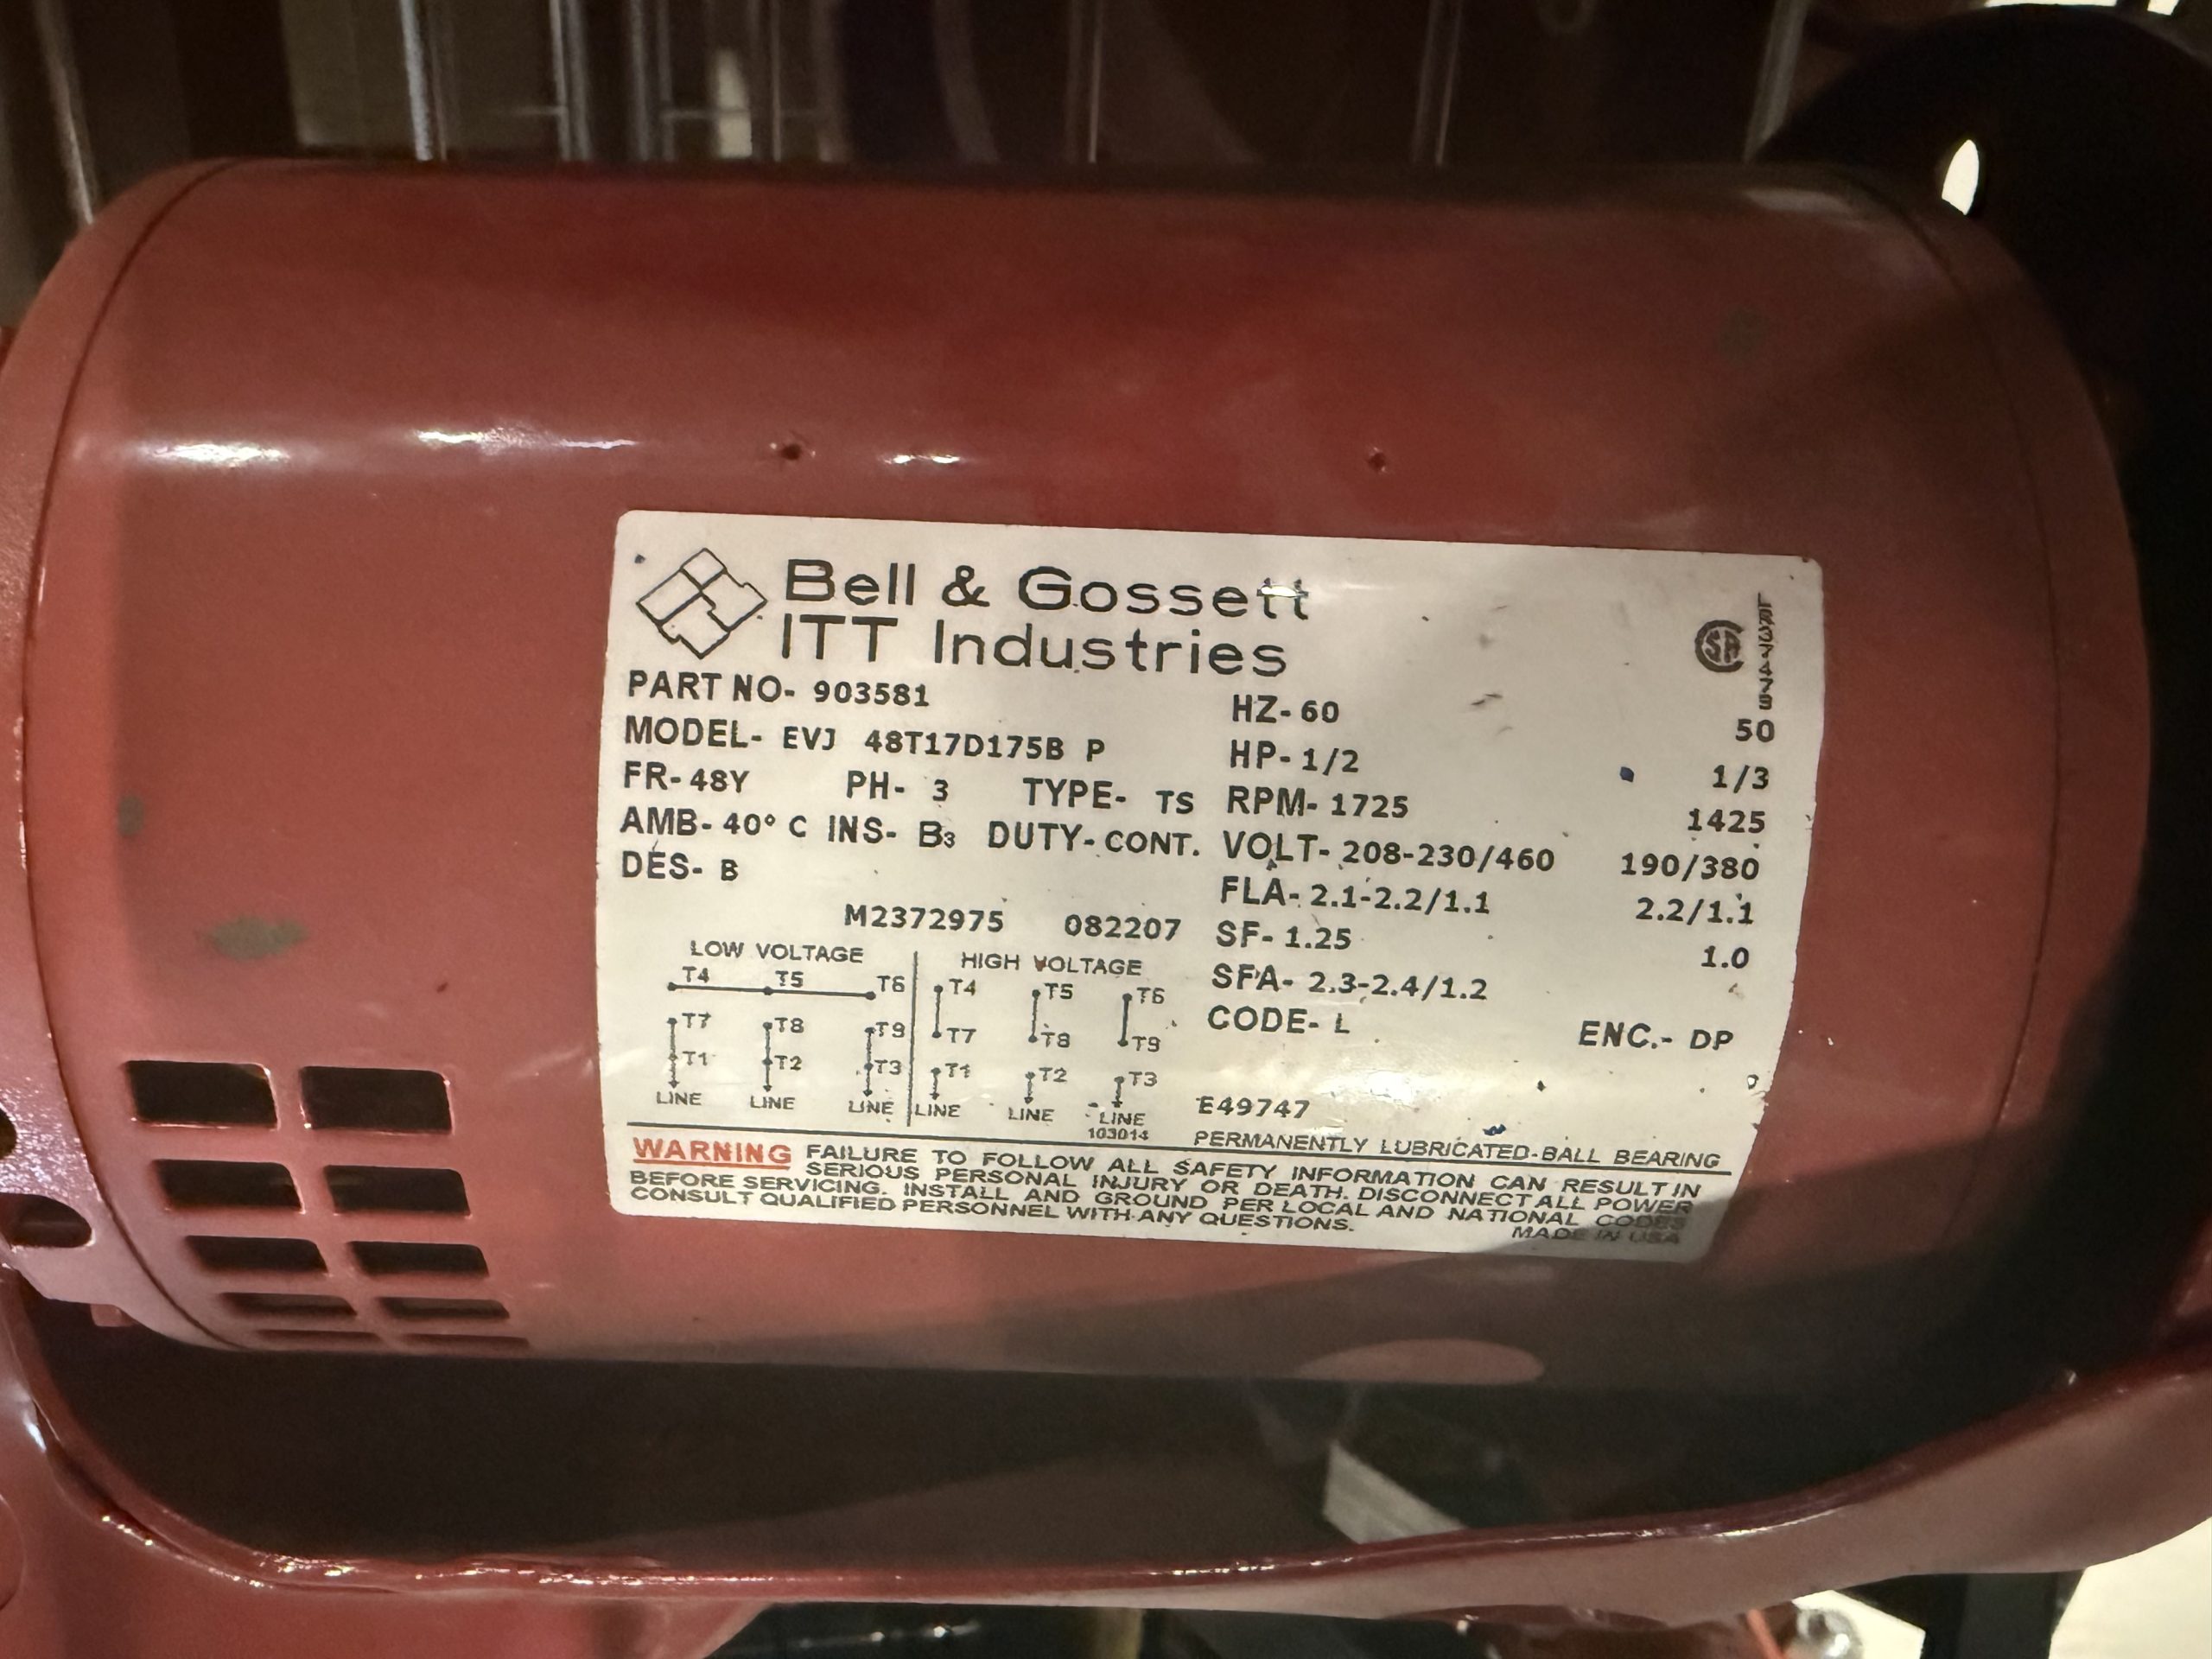 Bell & Gossett
ITT Industries
PART NO- 903581
MODEL- EVJ 48T17D175B P
FR- 48Y PH- 3 TYPE- TS
AMB- 40° C INS- B3 DUTY- CONT.
DES- B
M2372975 082207
HZ- 60 50
HP- 1/2 1/3
RPM- 1725 1425
VOLT- 208-230/460 190/380
FLA- 2.1-2.2/1.1 2.2/1.1
SF- 1.25 1.0
SFA- 2.3-2.4/1.2
CODE- L ENC.- DP
LOW VOLTAGE
T4 T5 T6
T7 T8 T9
T1 T2 T3
LINE LINE LINE
HIGH VOLTAGE
T4 T5 T6
T7 T8 T9
T1 T2 T3
LINE LINE LINE
103014
E49747
PERMANENTLY LUBRICATED-BALL BEARING
WARNING FAILURE TO FOLLOW ALL SAFETY INFORMATION CAN RESULT IN
SERIOUS PERSONAL INJURY OR DEATH. DISCONNECT ALL POWER
BEFORE SERVICING. INSTALL AND GROUND PER LOCAL AND NATIONAL CODES
CONSULT QUALIFIED PERSONNEL WITH ANY QUESTIONS.
MADE IN USA